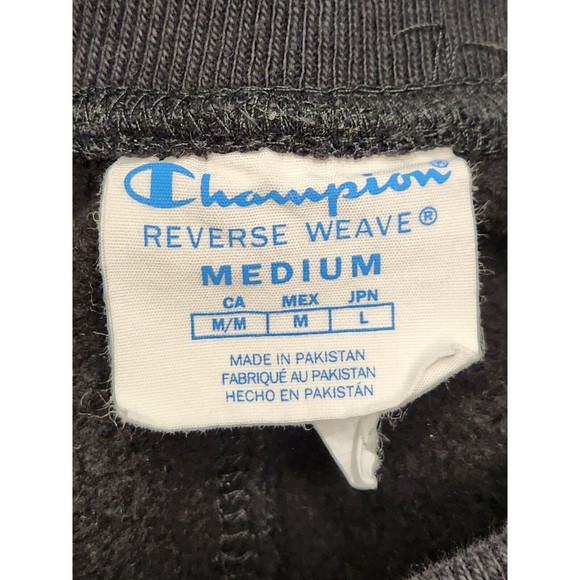 Champion®
REVERSE WEAVE®
MEDIUM
CA MEX JPN
M/M M L
MADE IN PAKISTAN
FABRIQUÉ AU PAKISTAN
HECHO EN PAKISTÁN